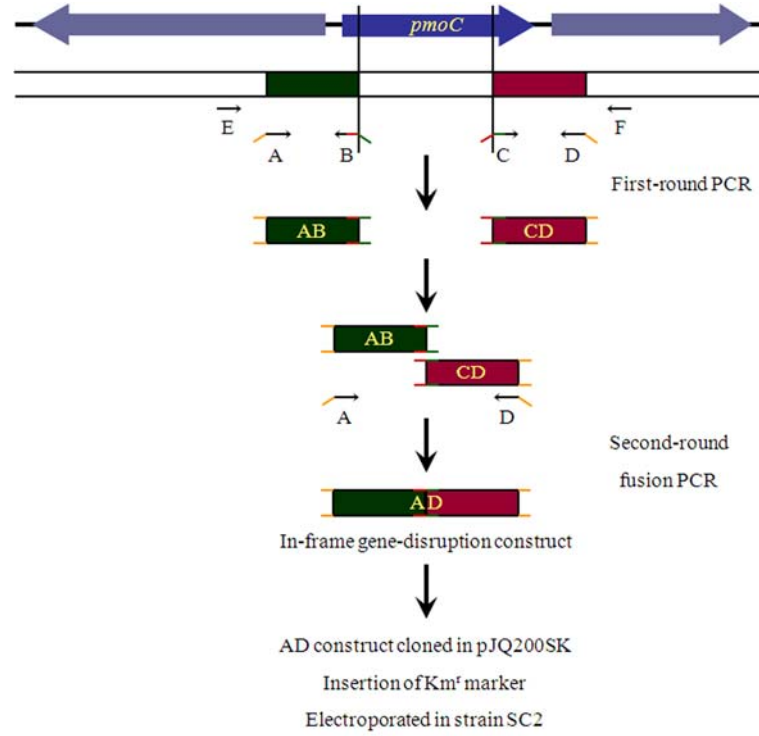 pmoC
E
F
A
B
C
D
First-round PCR
AB
CD
AB
CD
A
D
Second-round
fusion PCR
AD
In-frame gene-disruption construct
AD construct cloned in pJQ200SK
Insertion of Kmʳ marker
Electroporated in strain SC2